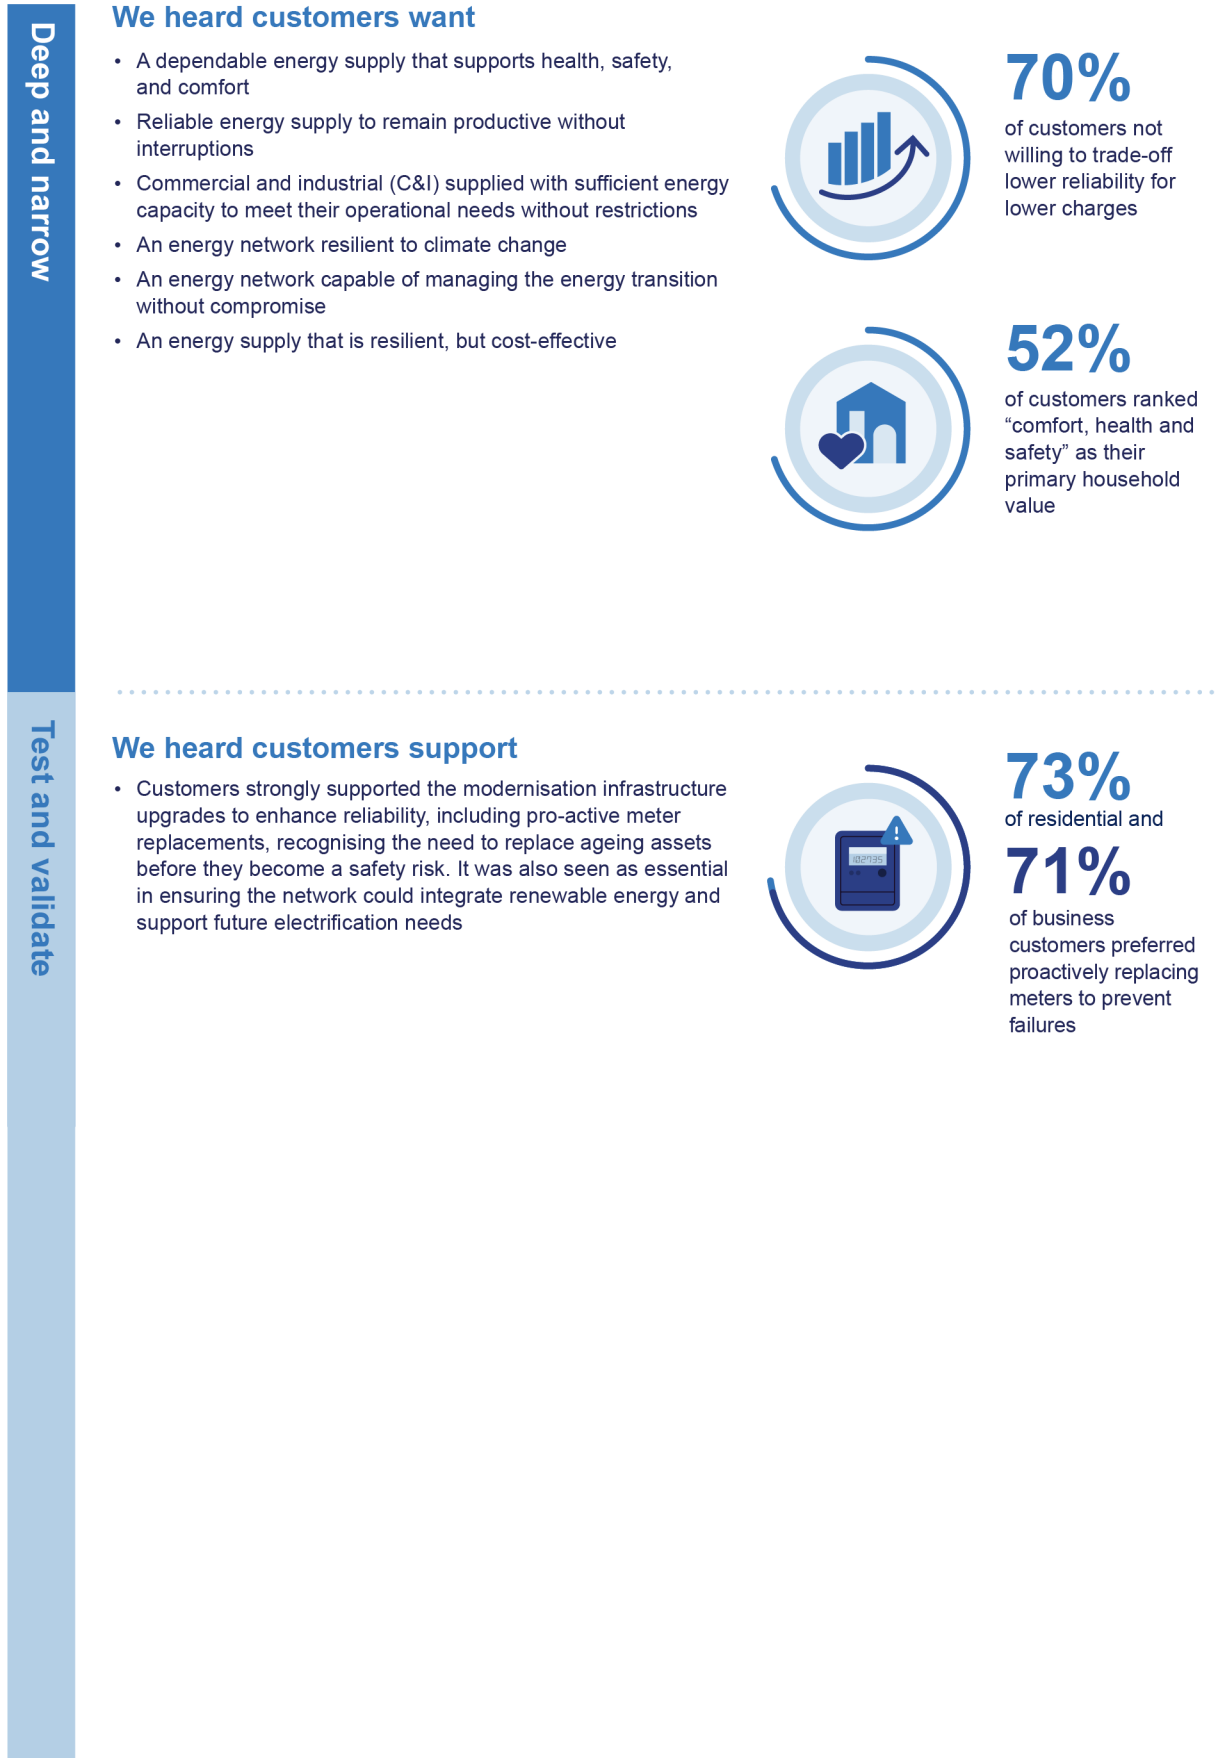 Deep and narrow
We heard customers want
• A dependable energy supply that supports health, safety,
and comfort
• Reliable energy supply to remain productive without
interruptions
• Commercial and industrial (C&I) supplied with sufficient energy
capacity to meet their operational needs without restrictions
• An energy network resilient to climate change
• An energy network capable of managing the energy transition
without compromise
• An energy supply that is resilient, but cost-effective
70%
of customers not
willing to trade-off
lower reliability for
lower charges
52%
of customers ranked
“comfort, health and
safety” as their
primary household
value
Test and validate
We heard customers support
• Customers strongly supported the modernisation infrastructure
upgrades to enhance reliability, including pro-active meter
replacements, recognising the need to replace ageing assets
before they become a safety risk. It was also seen as essential
in ensuring the network could integrate renewable energy and
support future electrification needs
102735
73%
of residential and
71%
of business
customers preferred
proactively replacing
meters to prevent
failures